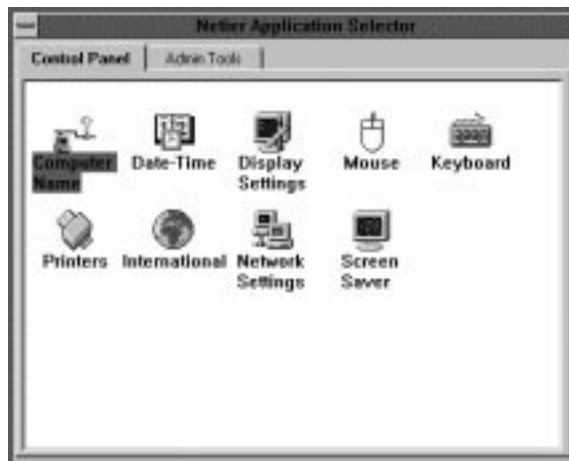 Netier Application Selector
Control Panel
Admin Tools
Computer Name
Date-Time
Display Settings
Mouse
Keyboard
Printers
International
Network Settings
Screen Saver